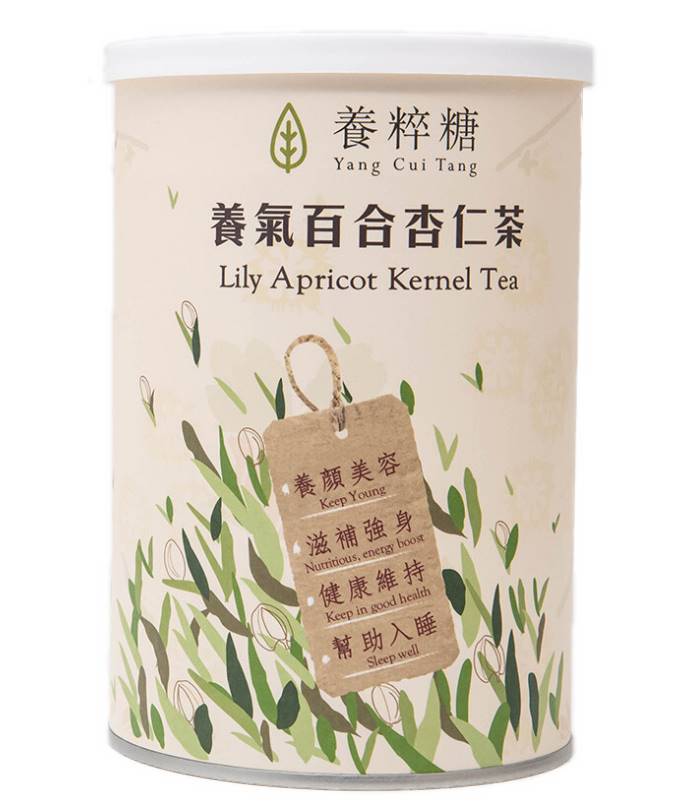 養粹糖
Yang Cui Tang
養氣百合杏仁茶
Lily Apricot Kernel Tea
養顏美容
Keep Young
滋補強身
Nutritious, energy boost
健康維持
Keep in good health
幫助入睡
Sleep well